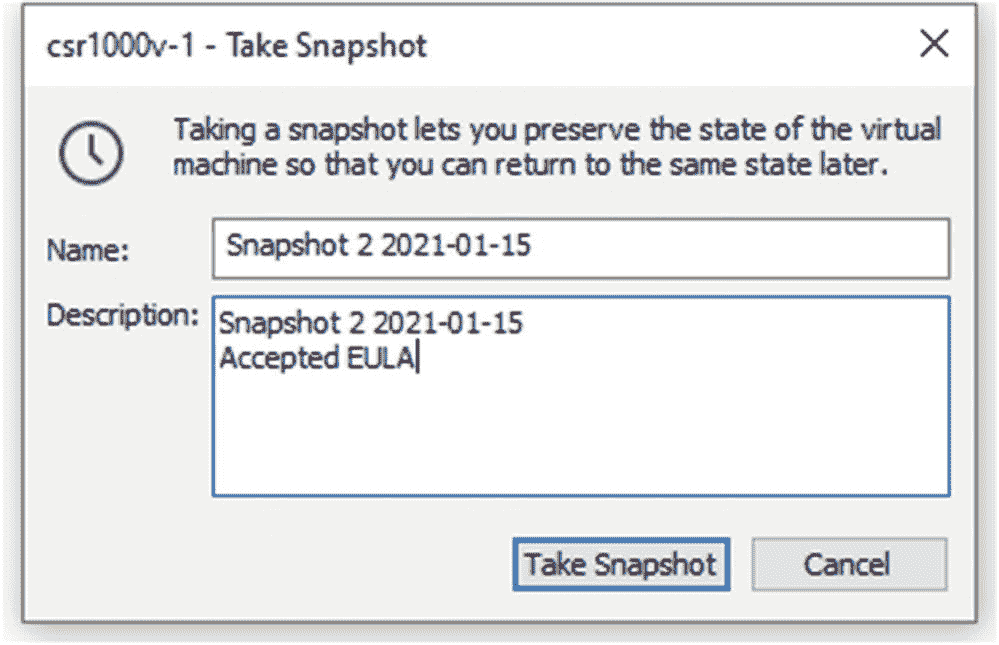 csr1000v-1 - Take Snapshot
Taking a snapshot lets you preserve the state of the virtual
machine so that you can return to the same state later.
Name:
Snapshot 2 2021-01-15
Description:
Snapshot 2 2021-01-15
Accepted EULA
Take Snapshot
Cancel